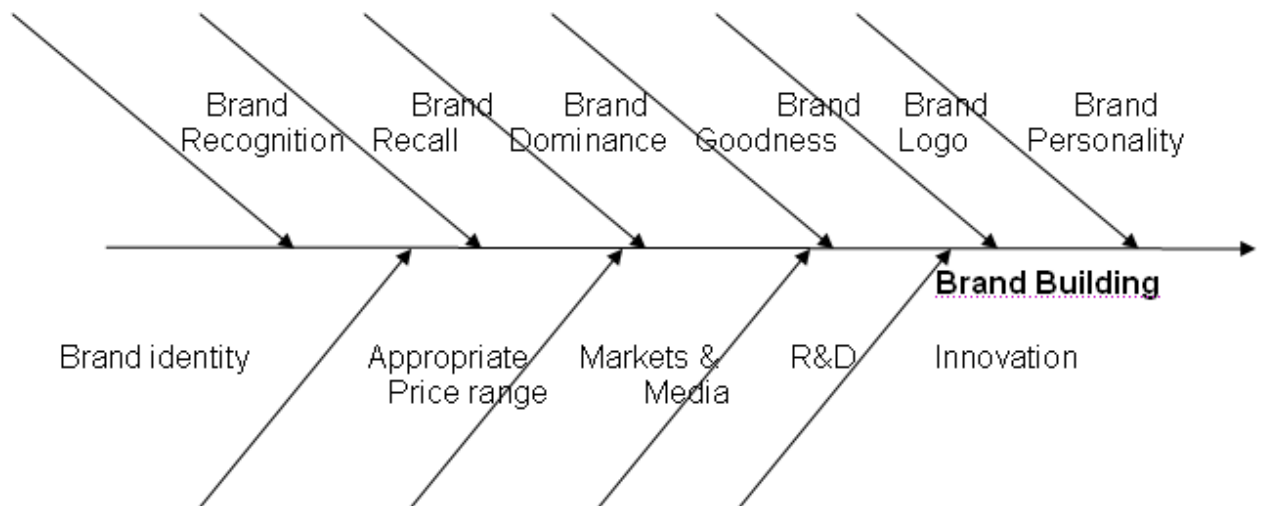 Brand Brand Brand Brand Brand Brand
Recognition Recall Dominance Goodness Logo Personality
Brand Building
Brand identity Appropriate Markets & R&D Innovation
Price range Media